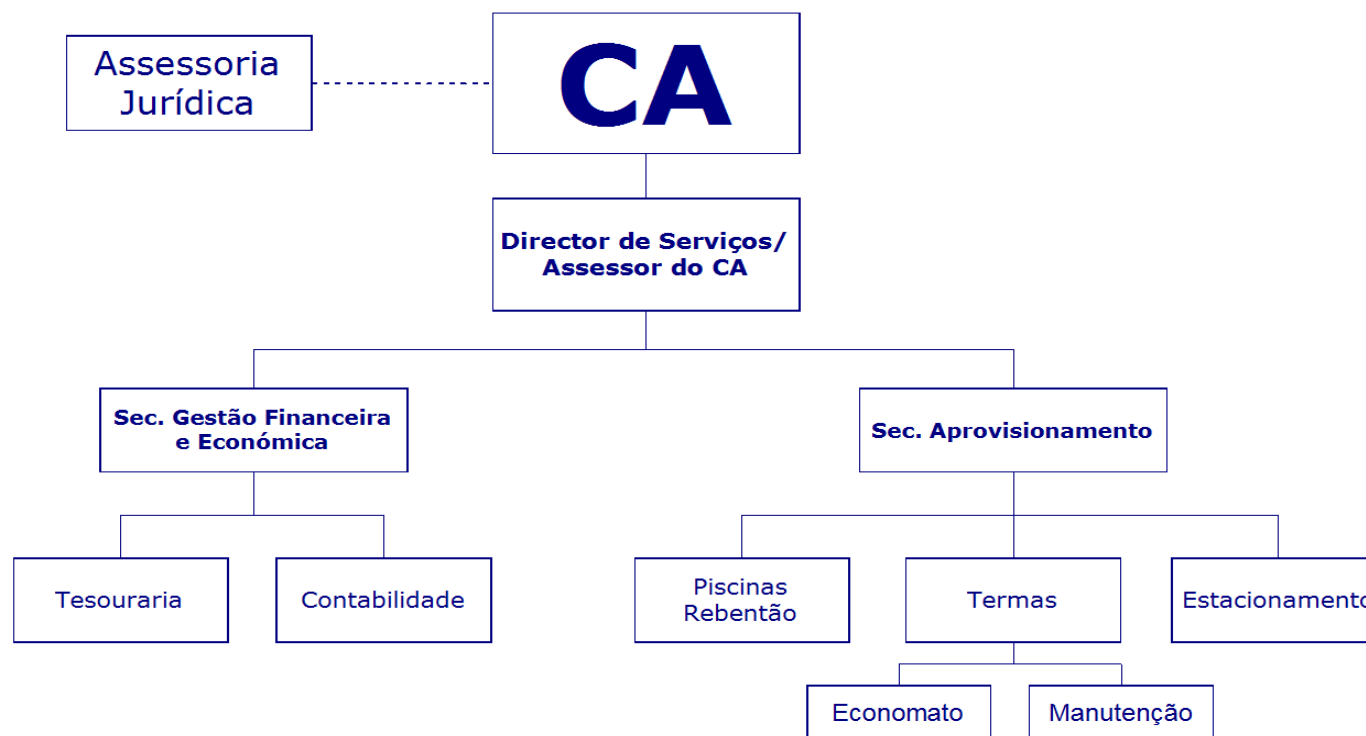 Assessoria
Jurídica
CA
Director de Serviços/
Assessor do CA
Sec. Gestão Financeira
e Económica
Sec. Aprovisionamento
Tesouraria
Contabilidade
Piscinas
Rebentão
Termas
Estacionamento
Economato
Manutenção